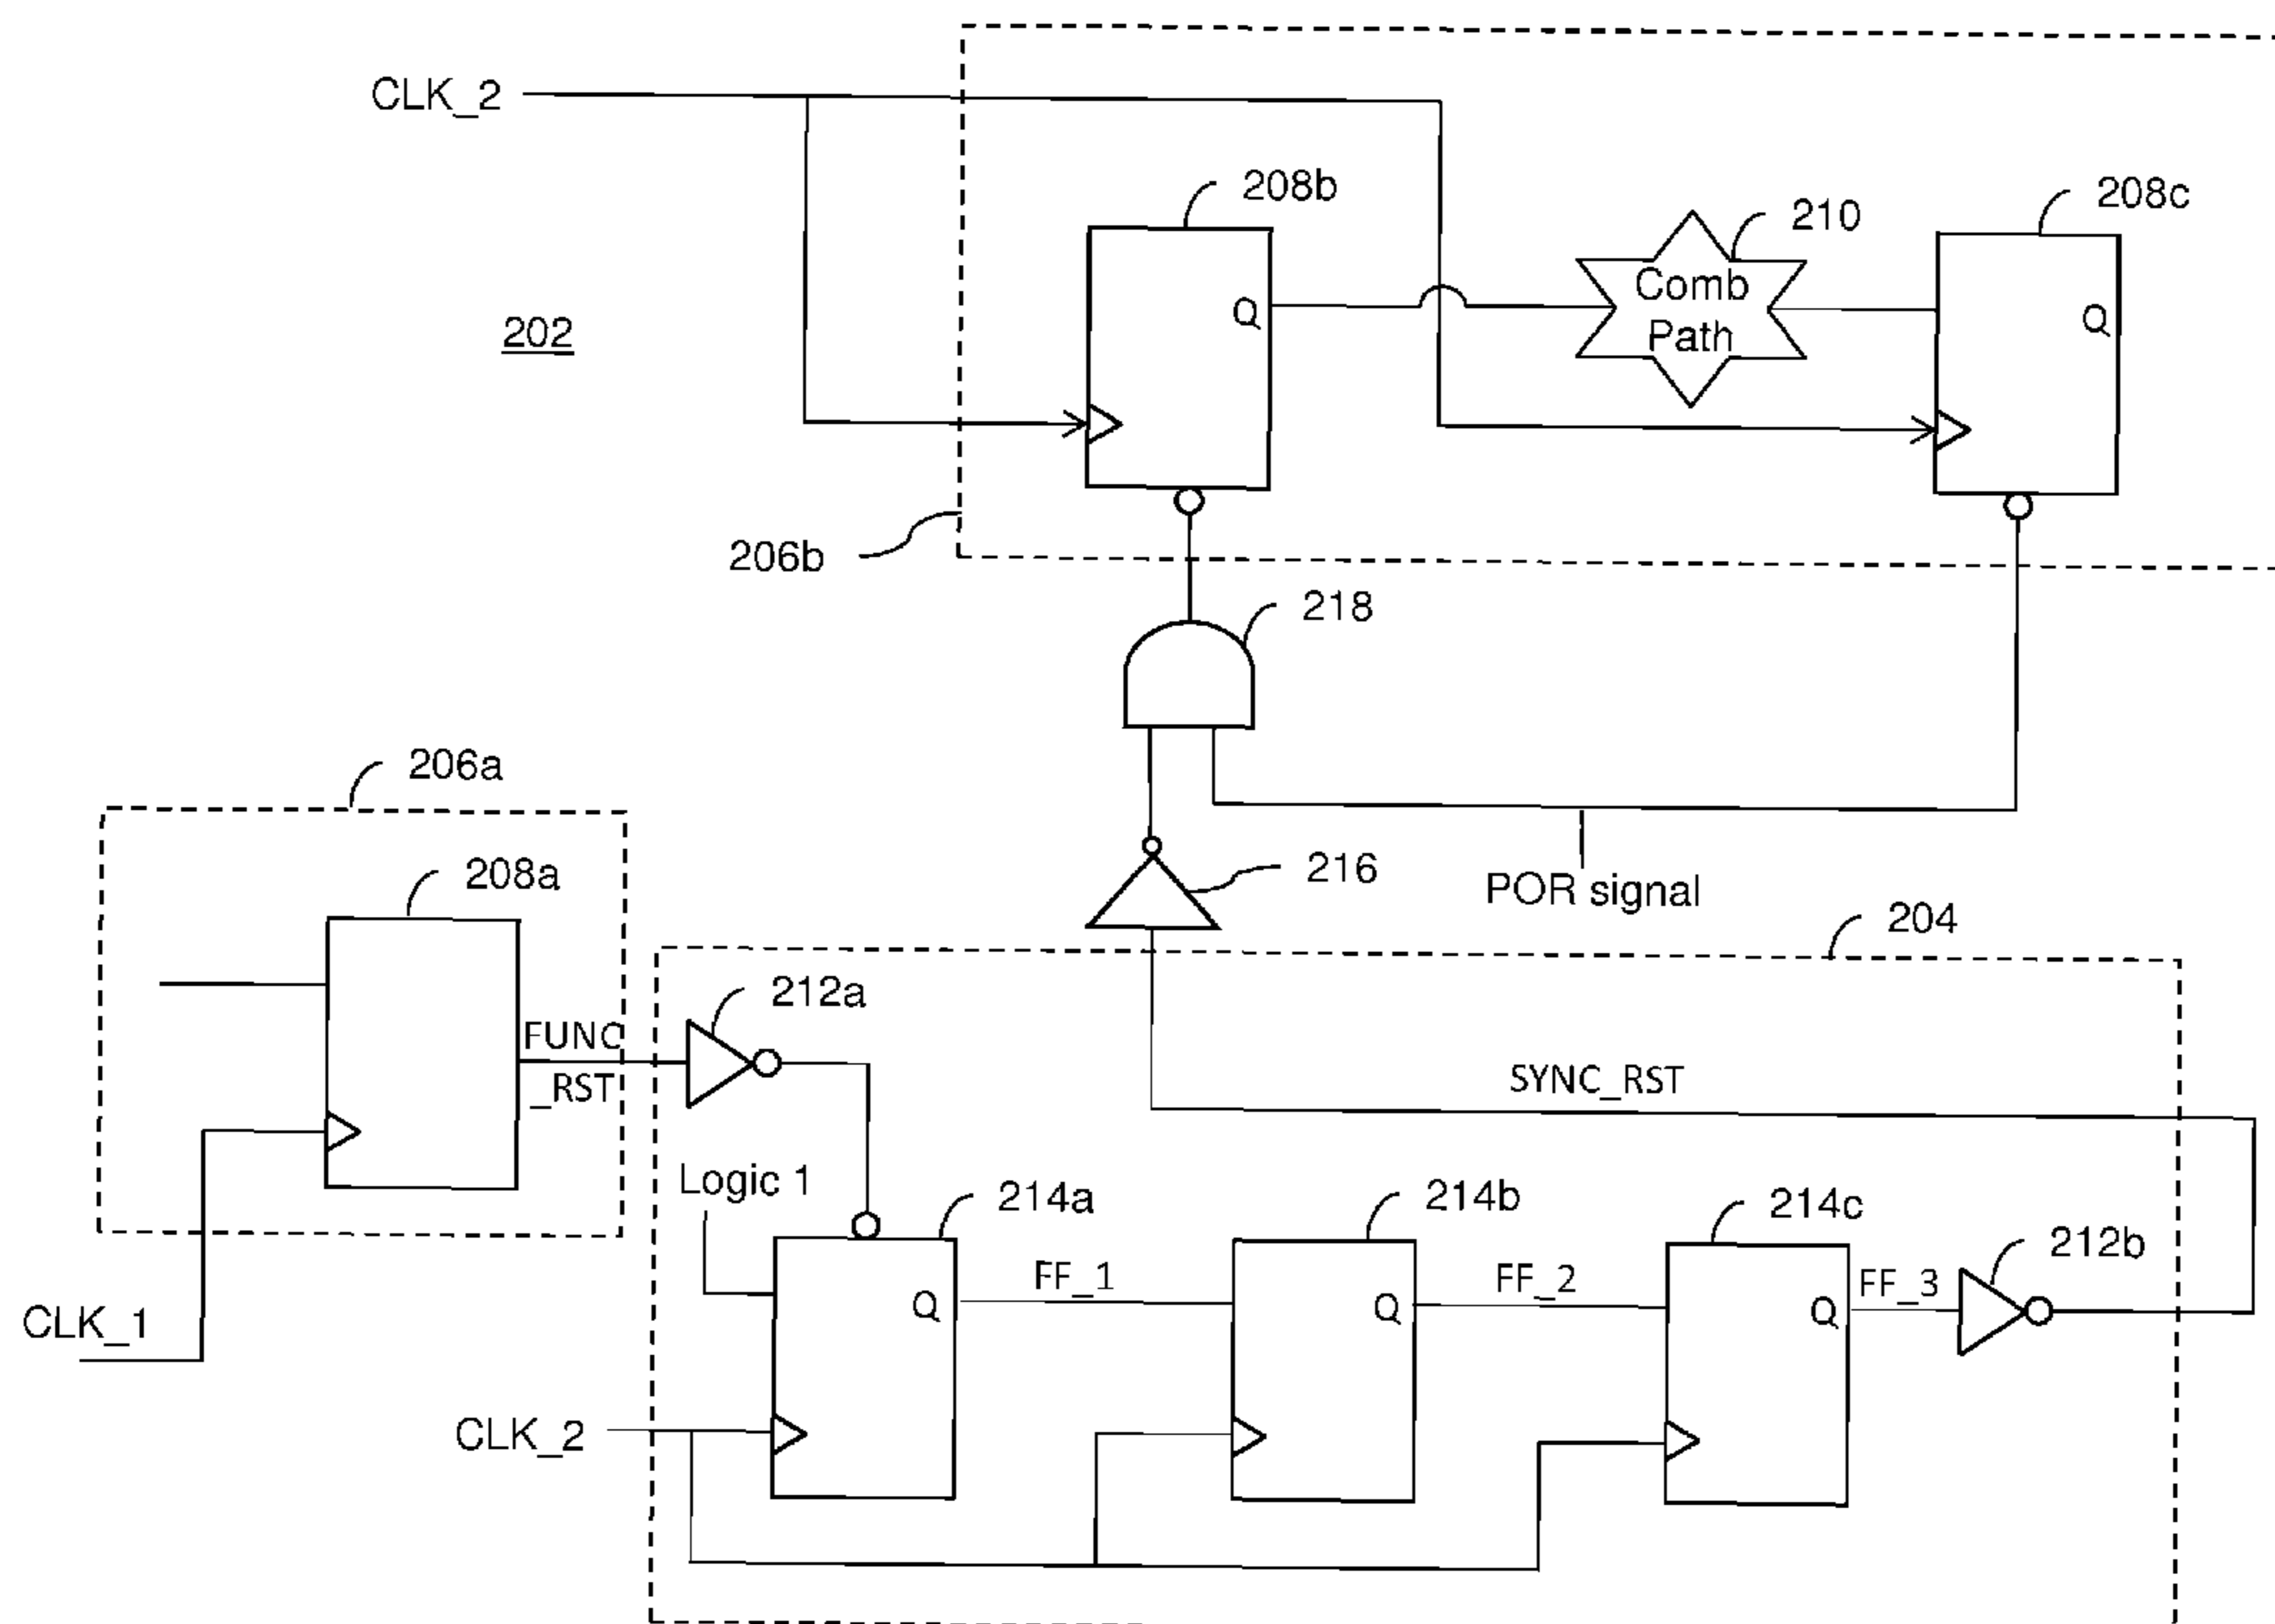 CLK_2
208b
210
208c
Comb
Path
Q
Q
202
206b
218
206a
216
POR signal
208a
204
212a
FUNC
_RST
SYNC_RST
Logic 1
214a
214b
214c
212b
FF_1
FF_2
FF_3
Q
Q
Q
CLK_1
CLK_2